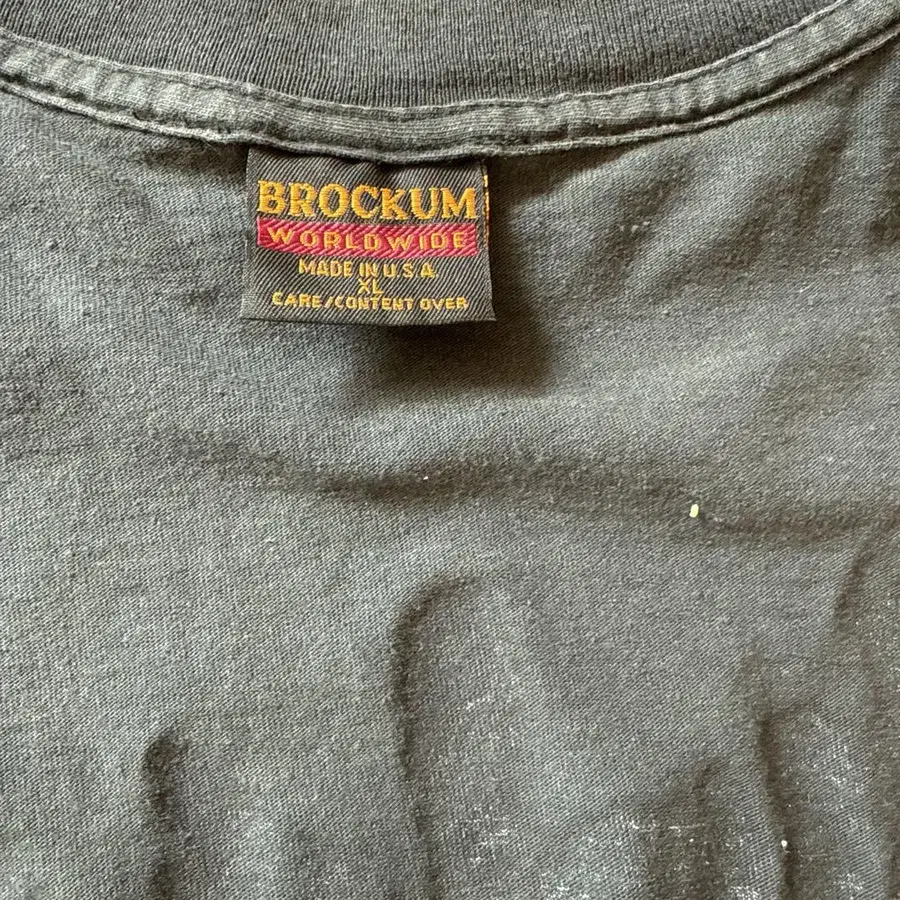 BROCKUM
WORLDWIDE
MADE IN U.S.A.
XL
CARE/CONTENT OVER